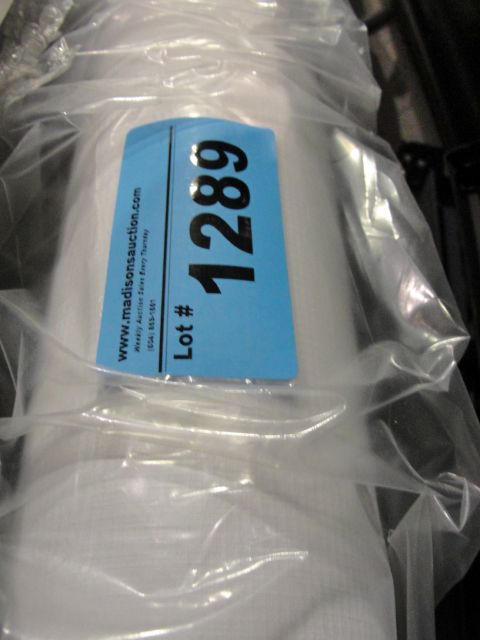 www.madisonsauction.com
Weekly Auction Sales Every Thursday
Lot # 1289